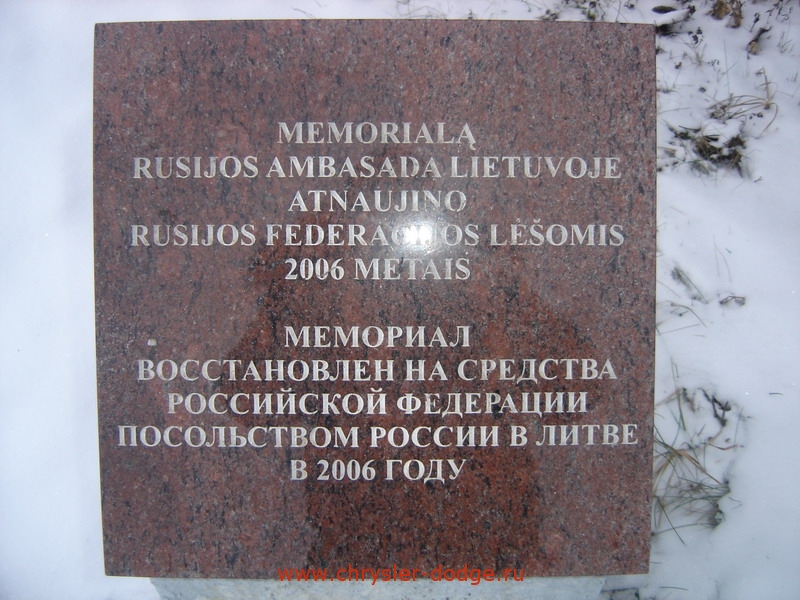 MEMORIALĄ
RUSIJOS AMBASADA LIETUVOJE
ATNAUJINO
RUSIJOS FEDERACIJOS LĖŠOMIS
2006 METAIS
МЕМОРИАЛ
ВОССТАНОВЛЕН НА СРЕДСТВА
РОССИЙСКОЙ ФЕДЕРАЦИИ
ПОСОЛЬСТВОМ РОССИИ В ЛИТВЕ
В 2006 ГОДУ
www.chrysler-dodge.ru